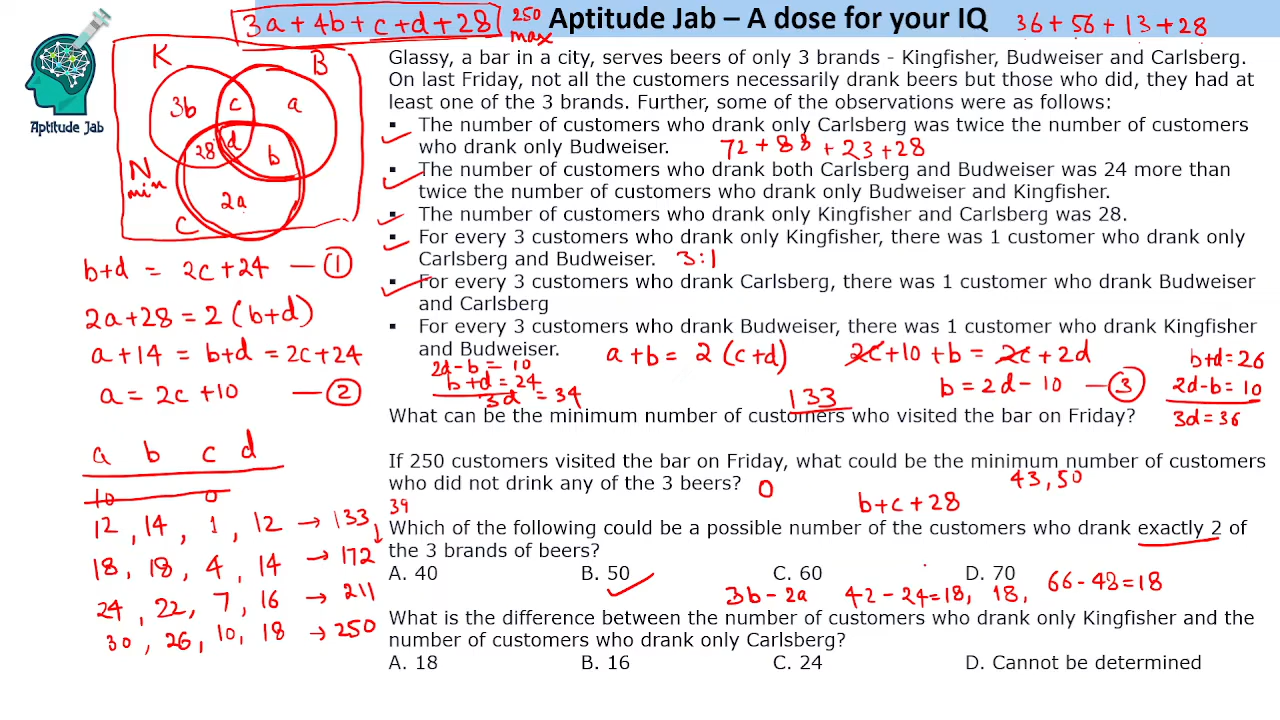 3a + 4b + c + d + 28
250 max
Aptitude Jab – A dose for your IQ
36 + 56 + 13 + 28
Aptitude Jab
K
B
3b
c
a
28
d
b
2a
C
N
min
Glassy, a bar in a city, serves beers of only 3 brands - Kingfisher, Budweiser and Carlsberg.
On last Friday, not all the customers necessarily drank beers but those who did, they had at
least one of the 3 brands. Further, some of the observations were as follows:
▪ The number of customers who drank only Carlsberg was twice the number of customers
who drank only Budweiser.
72 + 88 + 23 + 28
▪ The number of customers who drank both Carlsberg and Budweiser was 24 more than
twice the number of customers who drank only Budweiser and Kingfisher.
▪ The number of customers who drank only Kingfisher and Carlsberg was 28.
▪ For every 3 customers who drank only Kingfisher, there was 1 customer who drank only
Carlsberg and Budweiser.
3:1
▪ For every 3 customers who drank Carlsberg, there was 1 customer who drank Budweiser
and Carlsberg
▪ For every 3 customers who drank Budweiser, there was 1 customer who drank Kingfisher
and Budweiser.
a + b = 2 (c + d)
2c + 10 + b = 2c + 2d
b = 2d - 10 — 3
2d - b = 10
b + d = 24
3d = 34
b + d = 26
2d - b = 10
3d = 36
b + d = 2c + 24 — 1
2a + 28 = 2 (b + d)
a + 14 = b + d = 2c + 24
a = 2c + 10 — 2
133
What can be the minimum number of customers who visited the bar on Friday?
If 250 customers visited the bar on Friday, what could be the minimum number of customers
who did not drink any of the 3 beers?
0
b + c + 28
43, 50
39
Which of the following could be a possible number of the customers who drank exactly 2 of
the 3 brands of beers?
A. 40 B. 50 C. 60 D. 70
3b - 2a
42 - 24 = 18, 18,
66 - 48 = 18
What is the difference between the number of customers who drank only Kingfisher and the
number of customers who drank only Carlsberg?
A. 18 B. 16 C. 24 D. Cannot be determined
a b c d
10 0
12, 14, 1, 12 → 133
18, 18, 4, 14 → 172
24, 22, 7, 16 → 211
30, 26, 10, 18 → 250